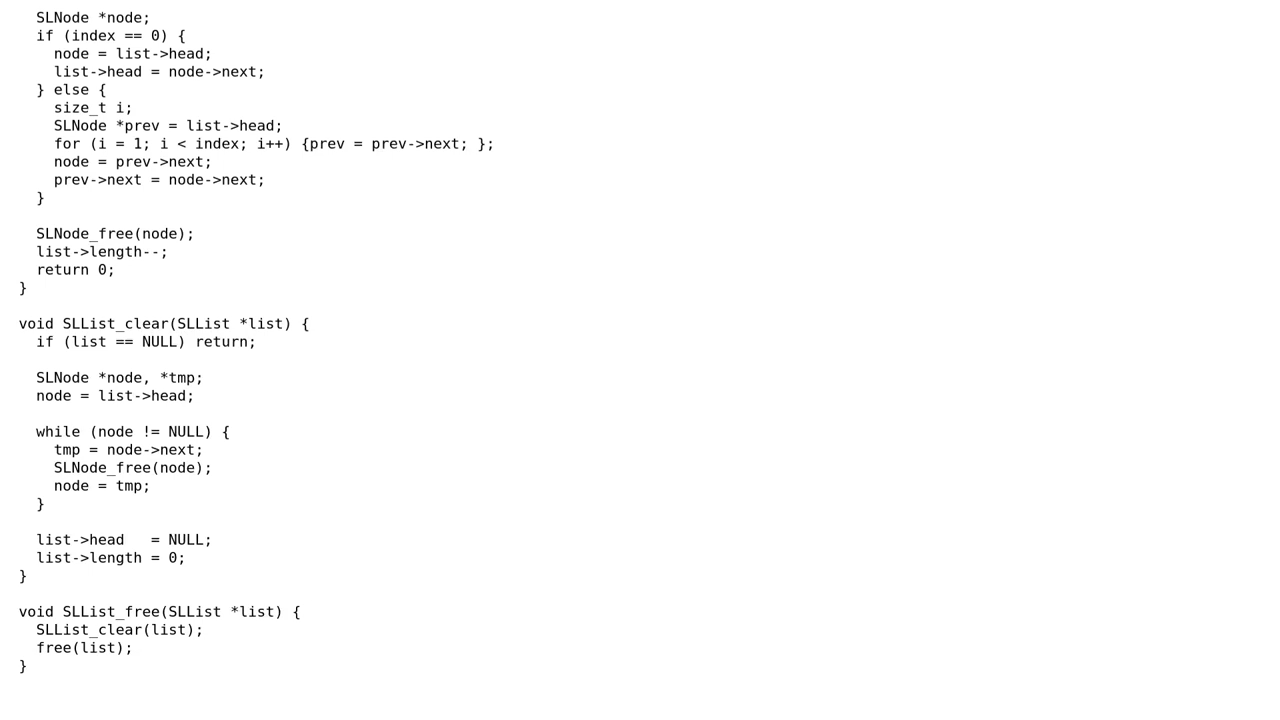 SLNode *node;
  if (index == 0) {
    node = list->head;
    list->head = node->next;
  } else {
    size_t i;
    SLNode *prev = list->head;
    for (i = 1; i < index; i++) {prev = prev->next; };
    node = prev->next;
    prev->next = node->next;
  }

  SLNode_free(node);
  list->length--;
  return 0;
}

void SLList_clear(SLList *list) {
  if (list == NULL) return;

  SLNode *node, *tmp;
  node = list->head;

  while (node != NULL) {
    tmp = node->next;
    SLNode_free(node);
    node = tmp;
  }

  list->head   = NULL;
  list->length = 0;
}

void SLList_free(SLList *list) {
  SLList_clear(list);
  free(list);
}